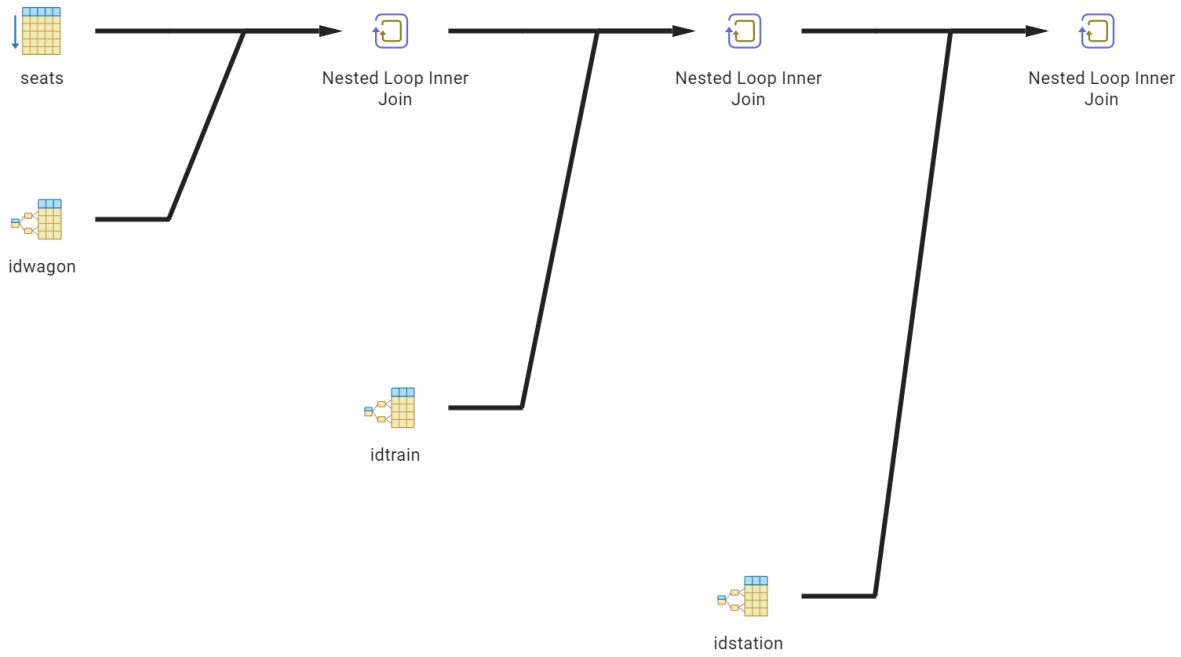 seats
Nested Loop Inner
Join
Nested Loop Inner
Join
Nested Loop Inner
Join
idwagon
idtrain
idstation